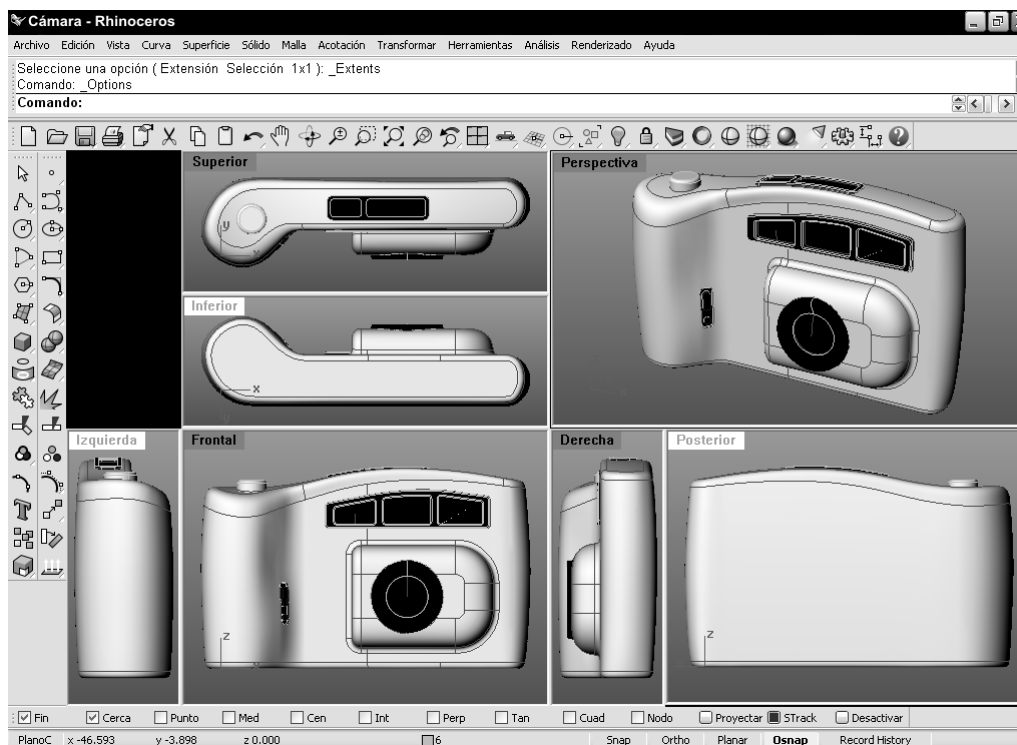 Cámara - Rhinoceros
Archivo Edición Vista Curva Superficie Sólido Malla Acotación Transformar Herramientas Análisis Renderizado Ayuda
Seleccione una opción ( Extensión Selección 1x1 ): _Extents
Comando: _Options
Comando:
Superior
Perspectiva
y
x
Inferior
x
Izquierda
Frontal
Derecha
Posterior
z
z
Fin Cerca Punto Med Cen Int Perp Tan Cuad Nodo Proyectar STrack Desactivar
PlanoC x -46.593 y -3.898 z 0.000 6 Snap Ortho Planar Osnap Record History